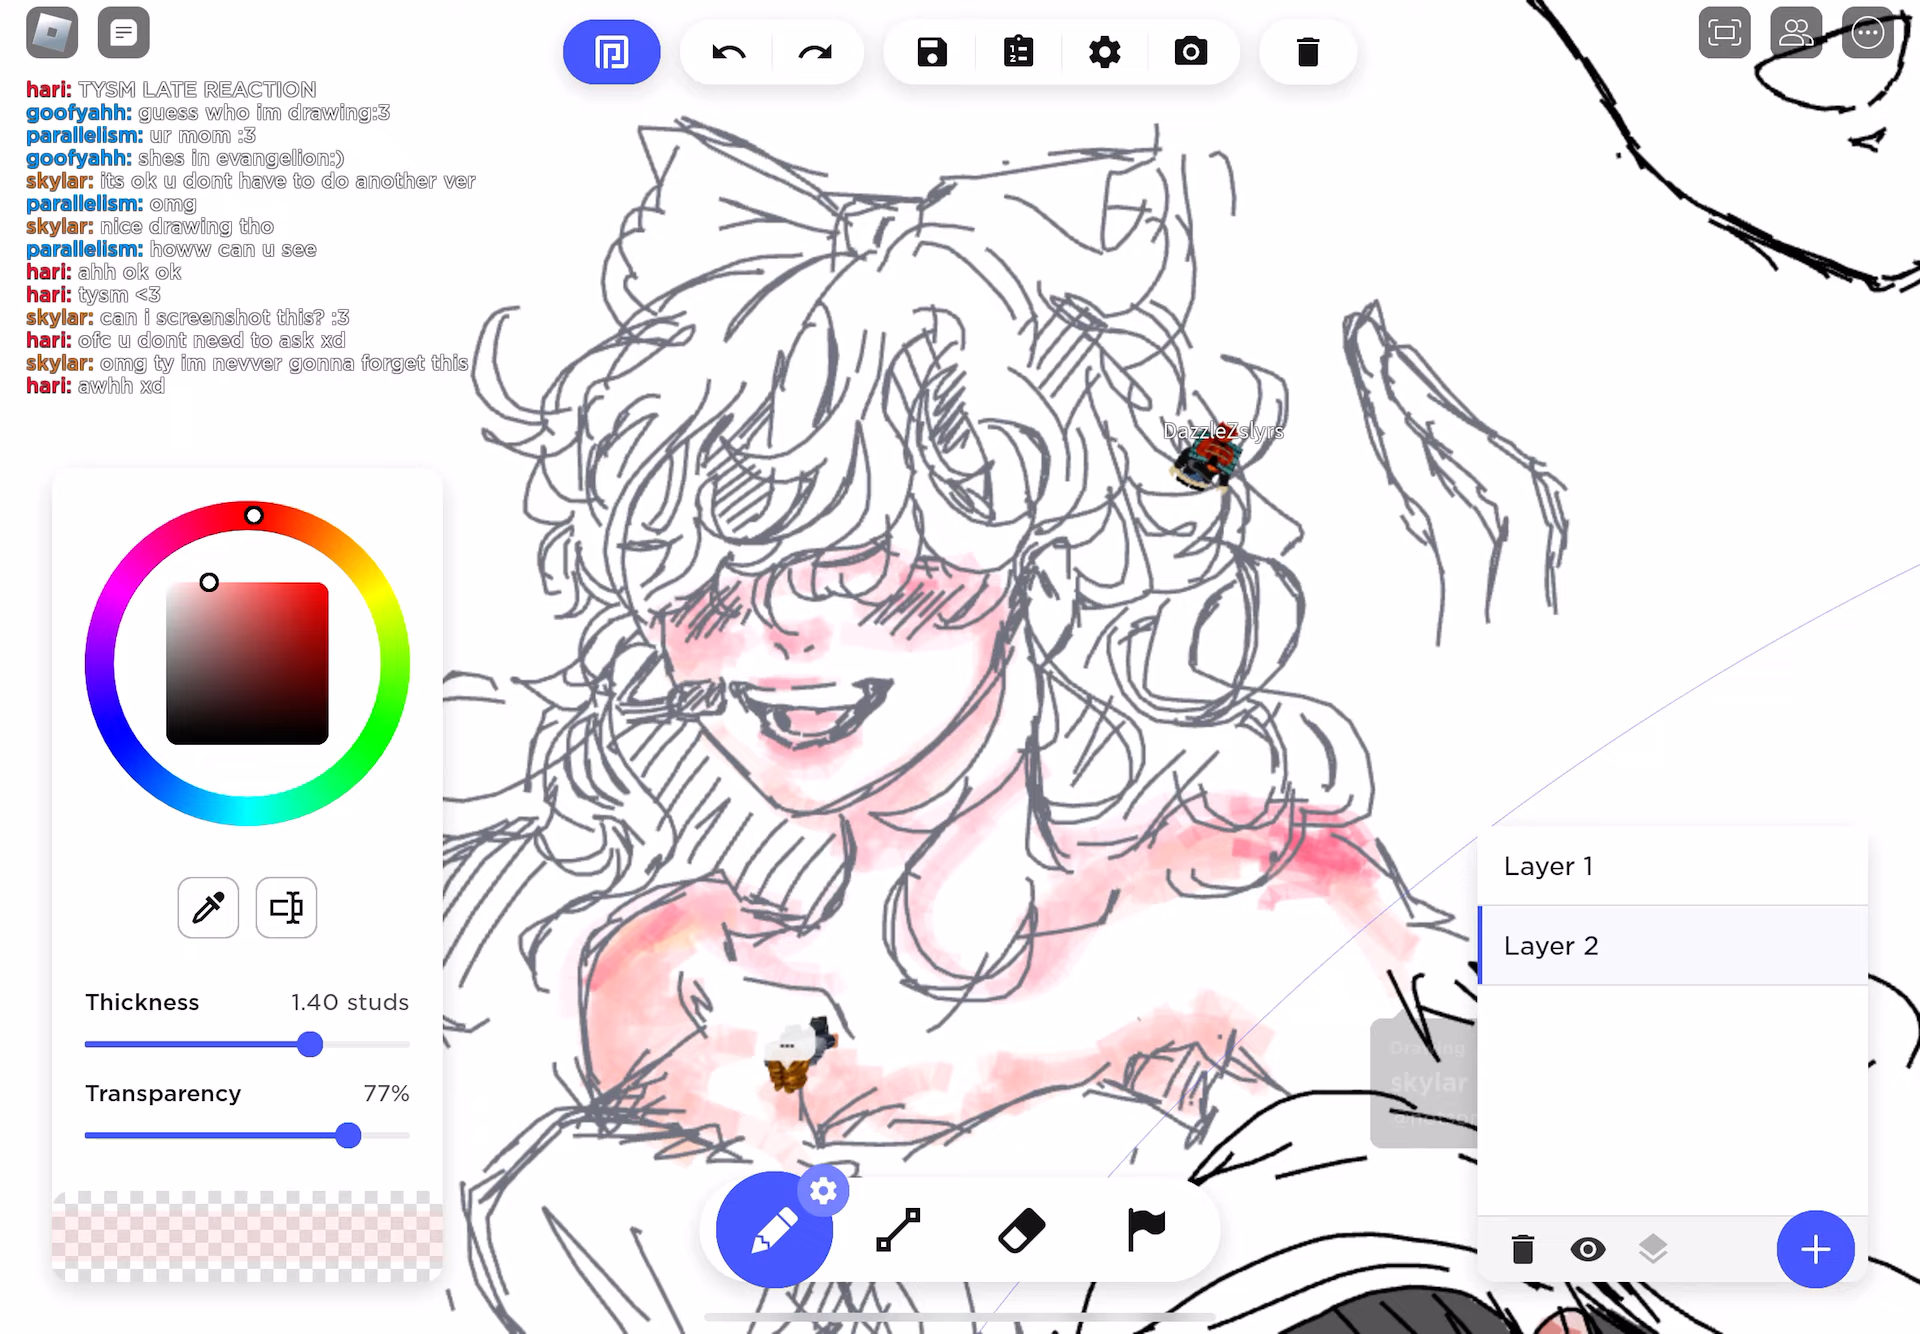 hari: TYSM LATE REACTION
goofyahh: guess who im drawing:3
parallelism: ur mom :3
goofyahh: shes in evangelion:)
skylar: its ok u dont have to do another ver
parallelism: omg
skylar: nice drawing tho
parallelism: howw can u see
hari: ahh ok ok
hari: tysm <3
skylar: can i screenshot this? :3
hari: ofc u dont need to ask xd
skylar: omg ty im nevver gonna forget this
hari: awhh xd
DazzleZslyrs
Thickness 1.40 studs
Transparency 77%
Layer 1
Layer 2
Drawing
skylar